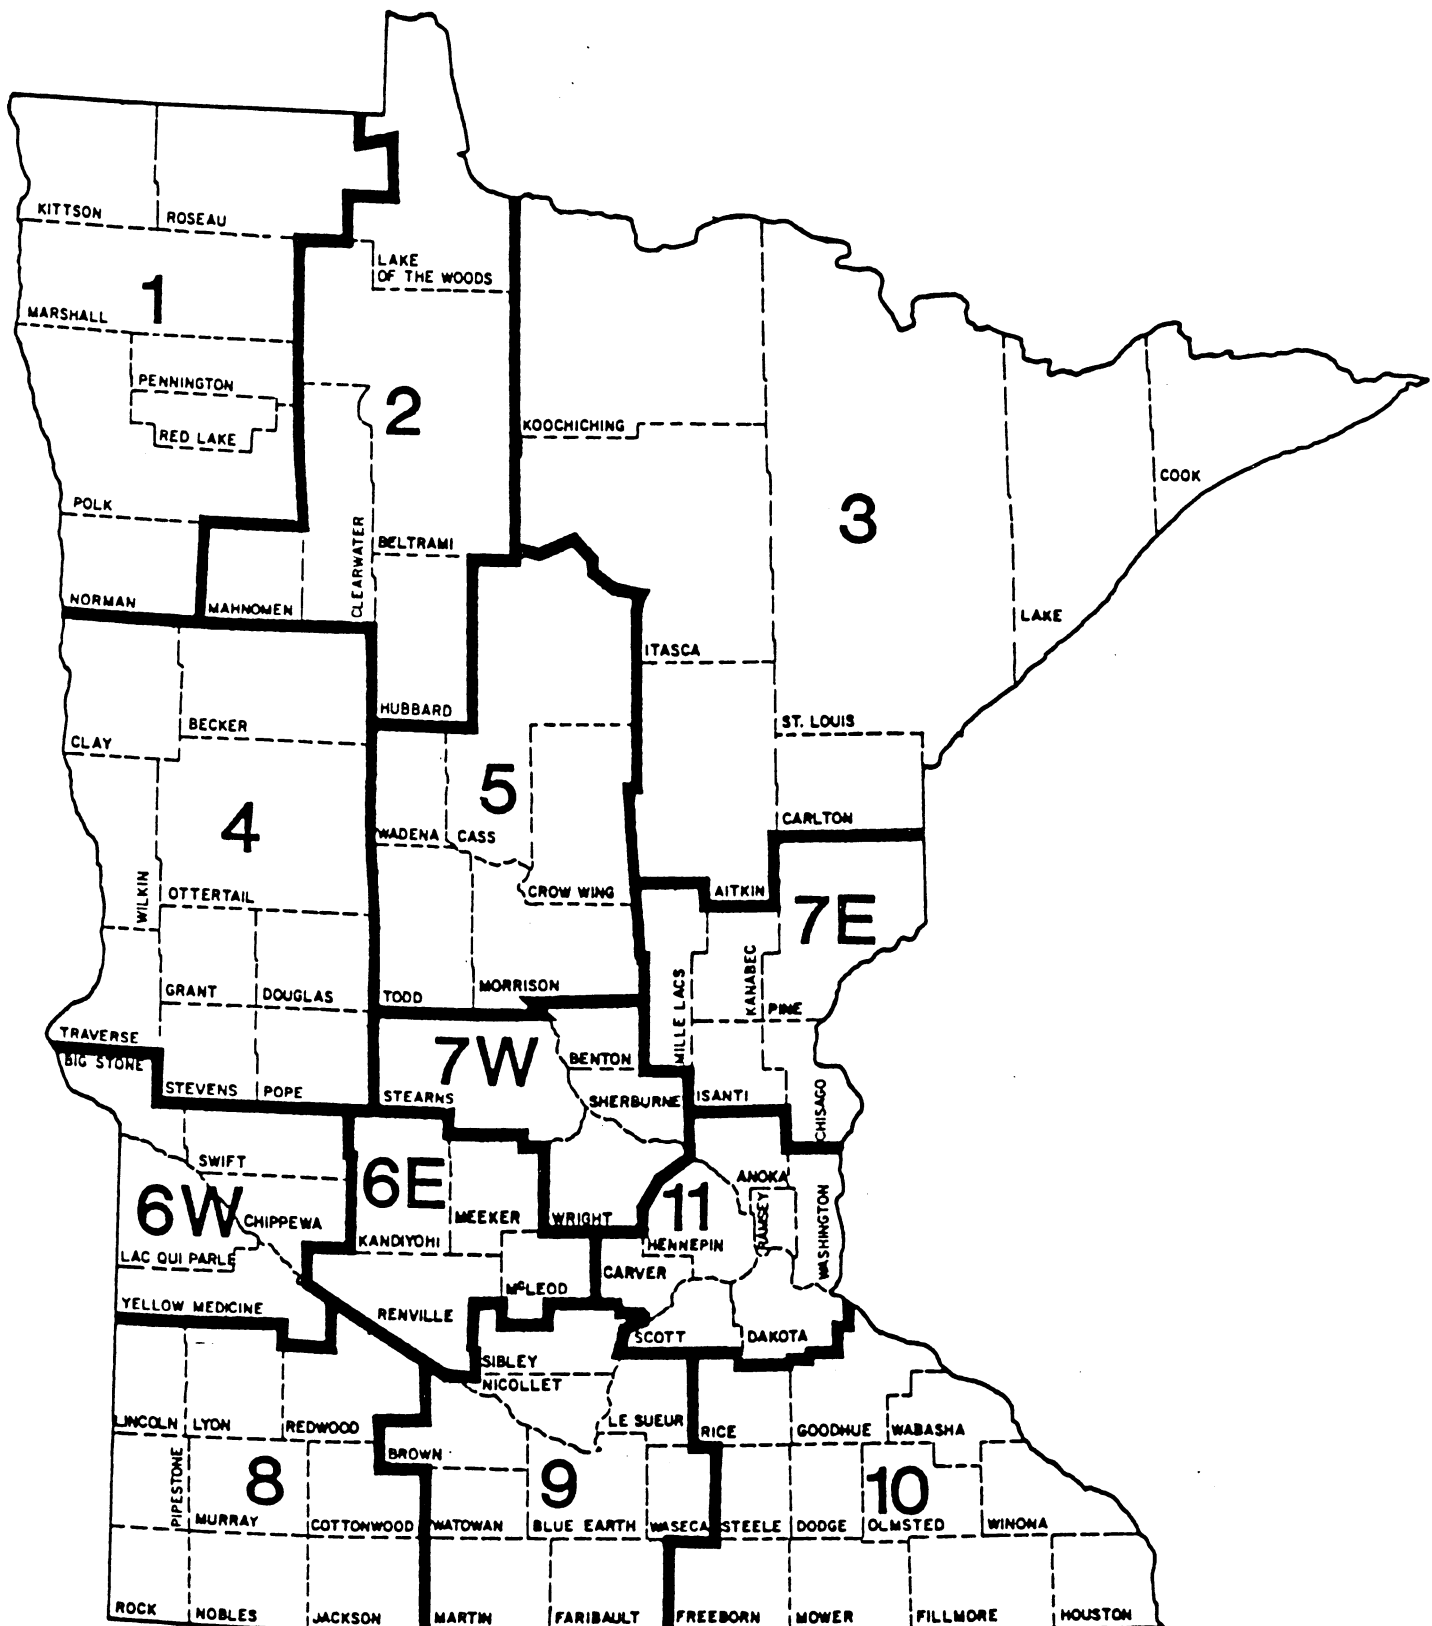 KITTSON
ROSEAU
LAKE
OF THE WOODS
1
MARSHALL
PENNINGTON
2
RED LAKE
KOOCHICHING
COOK
POLK
3
CLEARWATER
BELTRAMI
NORMAN
MAHNOMEN
LAKE
ITASCA
HUBBARD
BECKER
ST. LOUIS
CLAY
5
4
WADENA
CASS
CARLTON
WILKIN
OTTERTAIL
CROW WING
AITKIN
7E
GRANT
DOUGLAS
TODD
MORRISON
MILLE LACS
KANABEC
PINE
TRAVERSE
BIG STONE
7W
BENTON
STEVENS
POPE
STEARNS
SHERBURNE
ISANTI
CHISAGO
SWIFT
6W
6E
11
ANOKA
RAMSEY
WASHINGTON
CHIPPEWA
MEEKER
WRIGHT
LAC QUI PARLE
KANDIYOHI
HENNEPIN
CARVER
McLEOD
YELLOW MEDICINE
RENVILLE
SCOTT
DAKOTA
SIBLEY
NICOLLET
LINCOLN
LYON
REDWOOD
LE SUEUR
RICE
GOODHUE
WABASHA
BROWN
PIPESTONE
8
9
10
MURRAY
COTTONWOOD
WATOWAN
BLUE EARTH
WASECA
STEELE
DODGE
OLMSTED
WINONA
ROCK
NOBLES
JACKSON
MARTIN
FARIBAULT
FREEBORN
MOWER
FILLMORE
HOUSTON